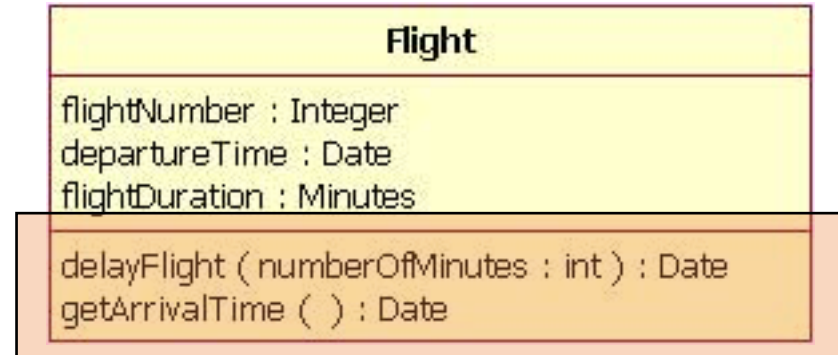 Flight
flightNumber : Integer
departureTime : Date
flightDuration : Minutes
delayFlight ( numberOfMinutes : int ) : Date
getArrivalTime ( ) : Date